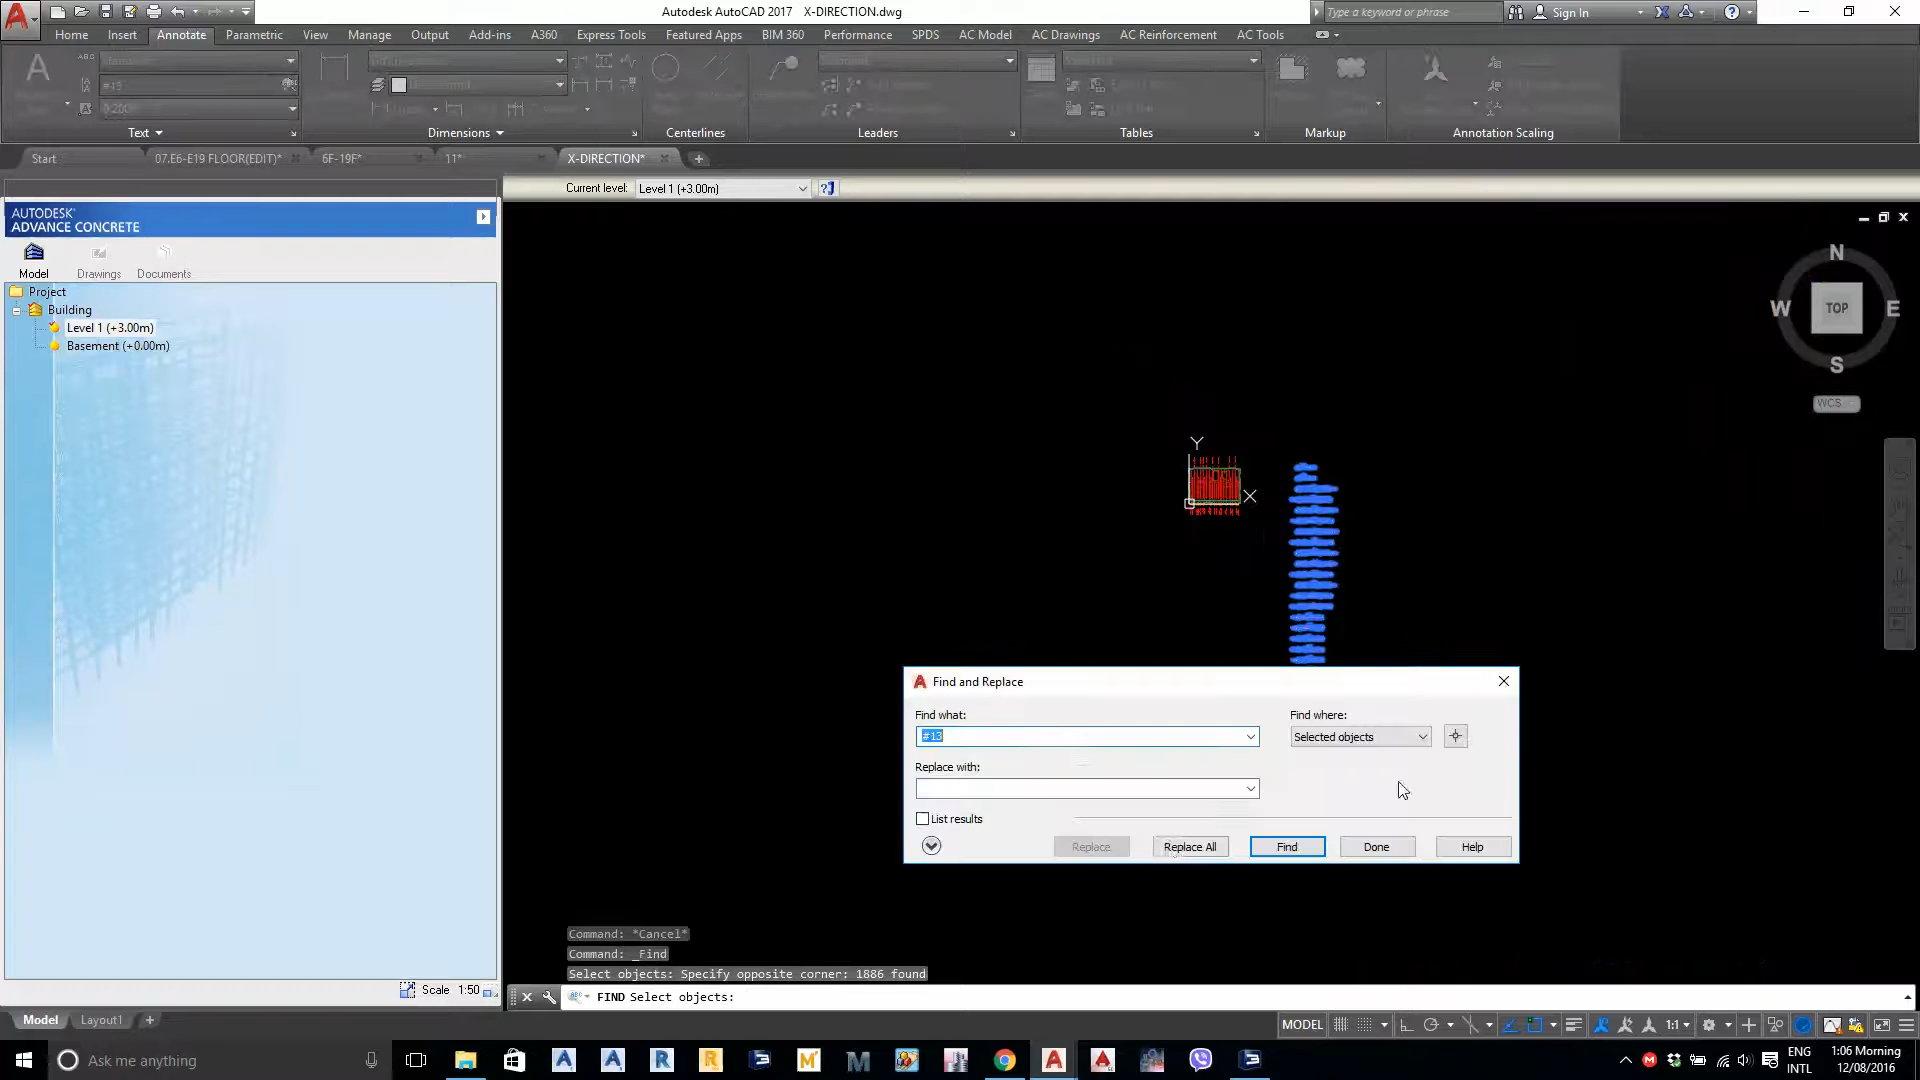 Autodesk AutoCAD 2017 X-DIRECTION.dwg
Type a keyword or phrase
Sign In
Home Insert Annotate Parametric View Manage Output Add-ins A360 Express Tools Featured Apps BIM 360 Performance SPDS AC Model AC Drawings AC Reinforcement AC Tools
#13
0.200
Text Dimensions Centerlines Leaders Tables Markup Annotation Scaling
Start 07.E6-E19 FLOOR(EDIT)* 6F-19F* 11* X-DIRECTION*
Current level: Level 1 (+3.00m)
AUTODESK®
ADVANCE CONCRETE
Model Drawings Documents
Project
Building
Level 1 (+3.00m)
Basement (+0.00m)
N
W TOP E
S
WCS
Y
X
Find and Replace
Find what: Find where:
#13 Selected objects
Replace with:
List results
Replace Replace All Find Done Help
Command: *Cancel*
Command: _Find
Select objects: Specify opposite corner: 1886 found
FIND Select objects:
Scale 1:50
Model Layout1
MODEL 1:1
Ask me anything
ENG
INTL
1:06 Morning
12/08/2016